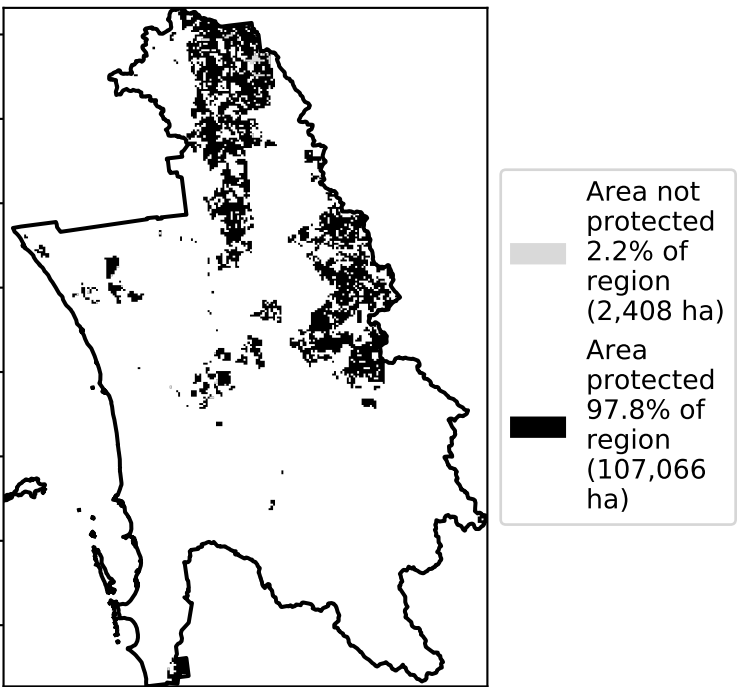 Area not
protected
2.2% of
region
(2,408 ha)
Area
protected
97.8% of
region
(107,066
ha)